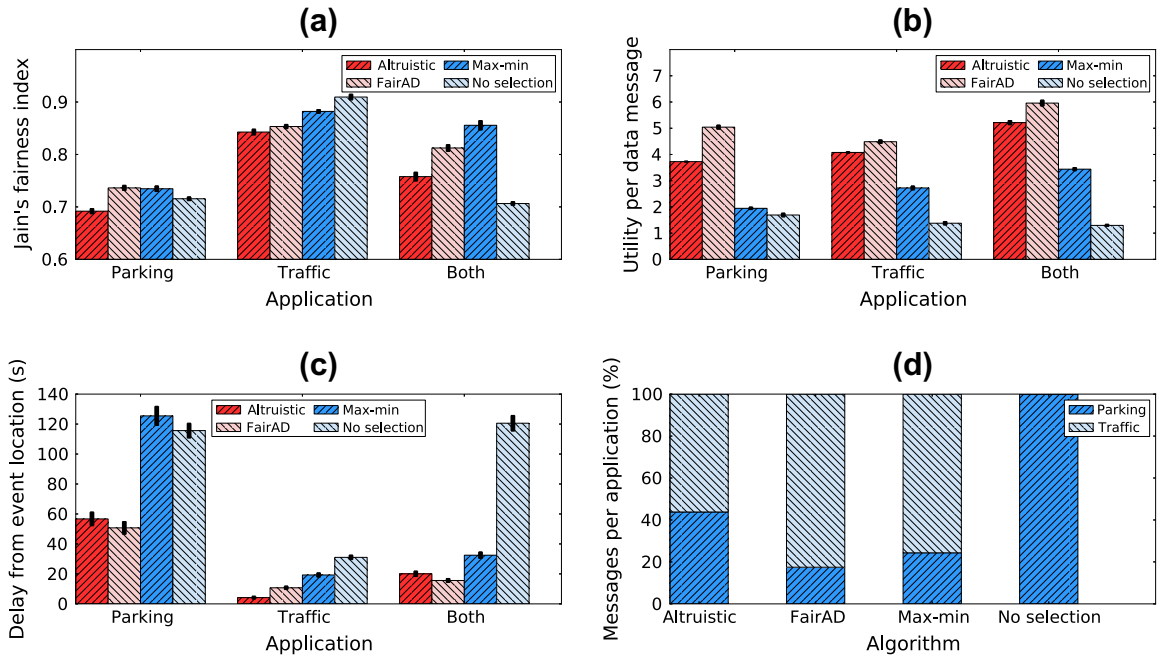 (a)
Jain's fairness index
0.9
0.8
0.7
0.6
Altruistic
FairAD
Max-min
No selection
Parking
Traffic
Both
Application
(b)
Utility per data message
7
6
5
4
3
2
1
0
Altruistic
FairAD
Max-min
No selection
Parking
Traffic
Both
Application
(c)
Delay from event location (s)
140
120
100
80
60
40
20
0
Altruistic
FairAD
Max-min
No selection
Parking
Traffic
Both
Application
(d)
Messages per application (%)
100
80
60
40
20
0
Parking
Traffic
Altruistic
FairAD
Max-min
No selection
Algorithm